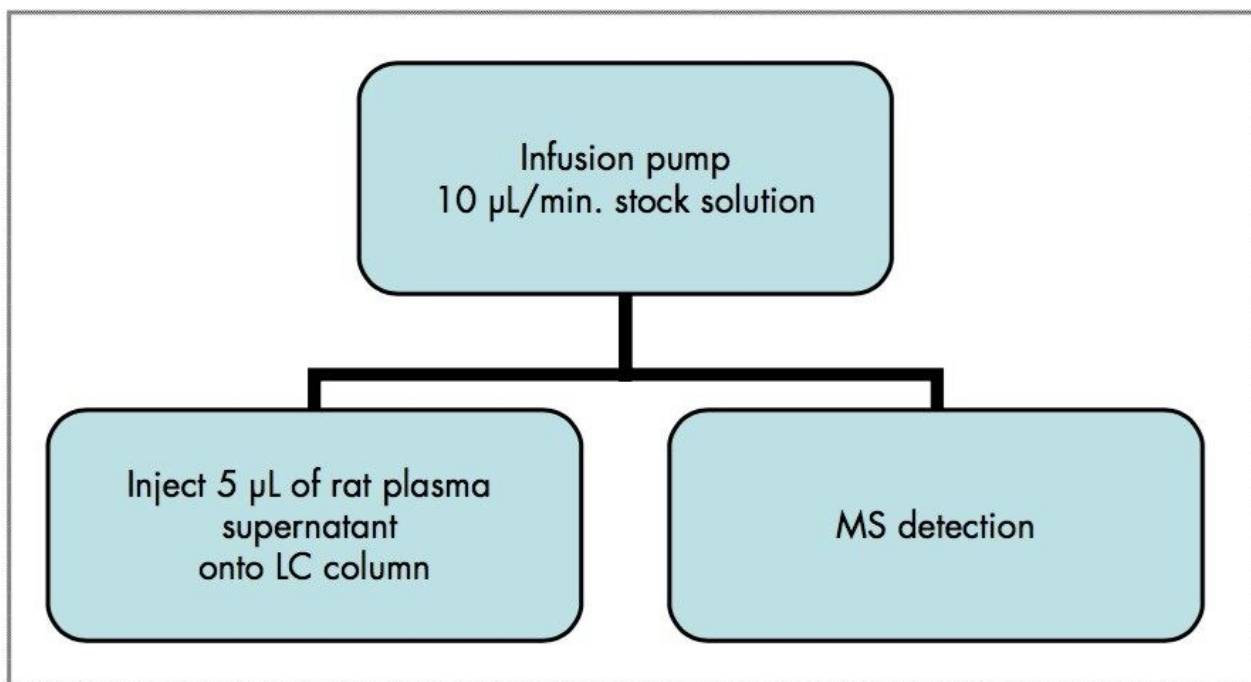 Infusion pump
10 µL/min. stock solution
Inject 5 µL of rat plasma
supernatant
onto LC column
MS detection